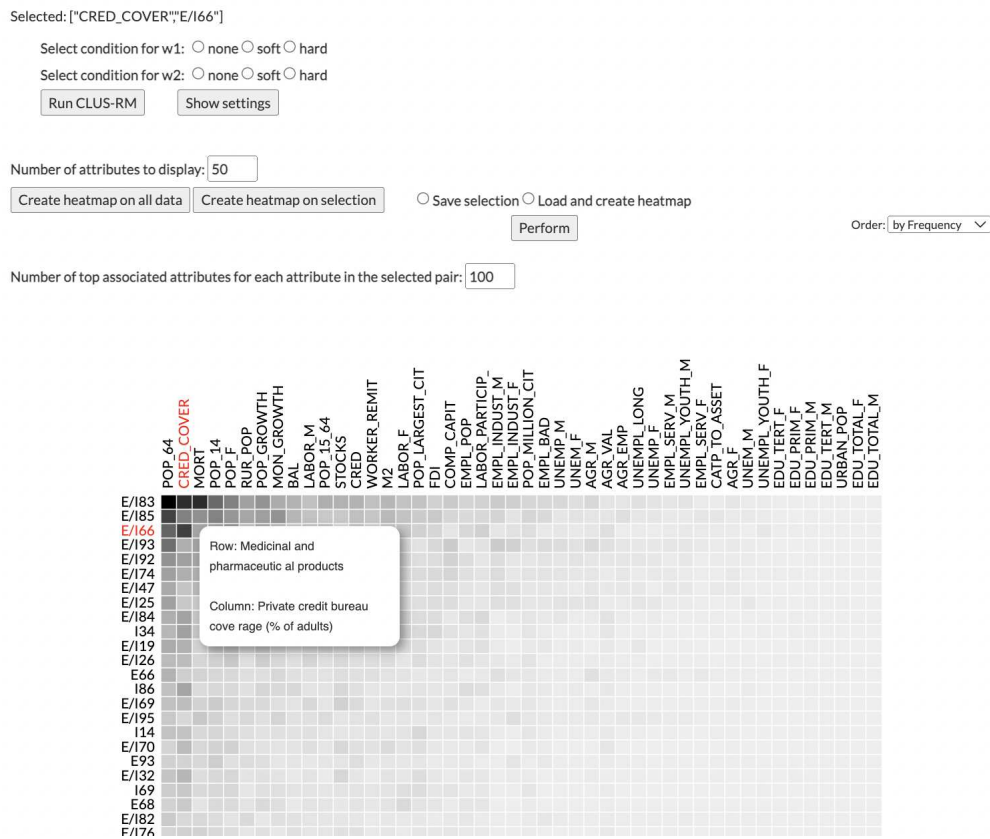 Selected: ["CRED_COVER","E/I66"]
Select condition for w1: none soft hard
Select condition for w2: none soft hard
Run CLUS-RM Show settings
Number of attributes to display: 50
Create heatmap on all data Create heatmap on selection Save selection Load and create heatmap
Perform
Order: by Frequency
Number of top associated attributes for each attribute in the selected pair: 100
POP_64
CRED_COVER
MORT
POP_14
POP_F
RUR_POP
POP_GROWTH
MON_GROWTH
BAL
LABOR_M
POP_15_64
STOCKS
CRED
WORKER_REMIT
M2
LABOR_F
POP_LARGEST_CIT
FDI
COMP_CAPIT
EMPL_POP
LABOR_PARTICIP_
EMPL_INDUST_M
EMPL_INDUST_F
POP_MILLION_CIT
EMPL_BAD
UNEMP_M
UNEM_F
AGR_M
AGR_VAL
AGR_EMP
UNEMPL_LONG
UNEMP_F
EMPL_SERV_M
UNEMPL_YOUTH_M
EMPL_SERV_F
CATP_TO_ASSET
AGR_F
UNEM_M
UNEMPL_YOUTH_F
EDU_TERT_F
EDU_PRIM_F
EDU_PRIM_M
EDU_TERT_M
URBAN_POP
EDU_TOTAL_F
EDU_TOTAL_M
E/I83
E/I85
E/I66
E/I93
E/I92
E/I74
E/I47
E/I25
E/I84
I34
E/I19
E/I26
E66
I86
E/I69
E/I95
I14
E/I70
E93
E/I32
I69
E68
E/I82
E/I76
Row: Medicinal and
pharmaceutic al products
Column: Private credit bureau
cove rage (% of adults)